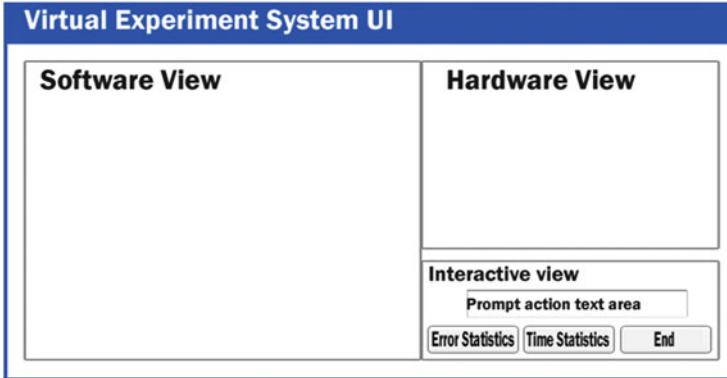 Virtual Experiment System UI
Software View
Hardware View
Interactive view
Prompt action text area
Error Statistics
Time Statistics
End